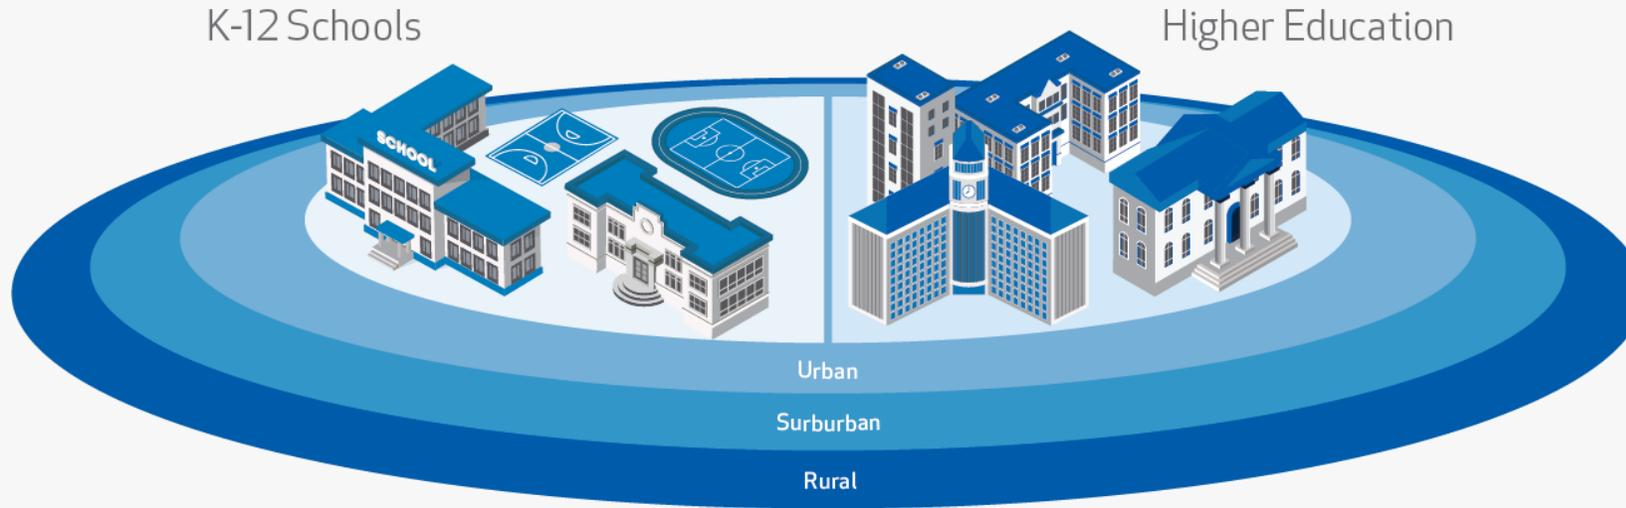 K-12 Schools
Higher Education
SCHOOL
Urban
Surburban
Rural